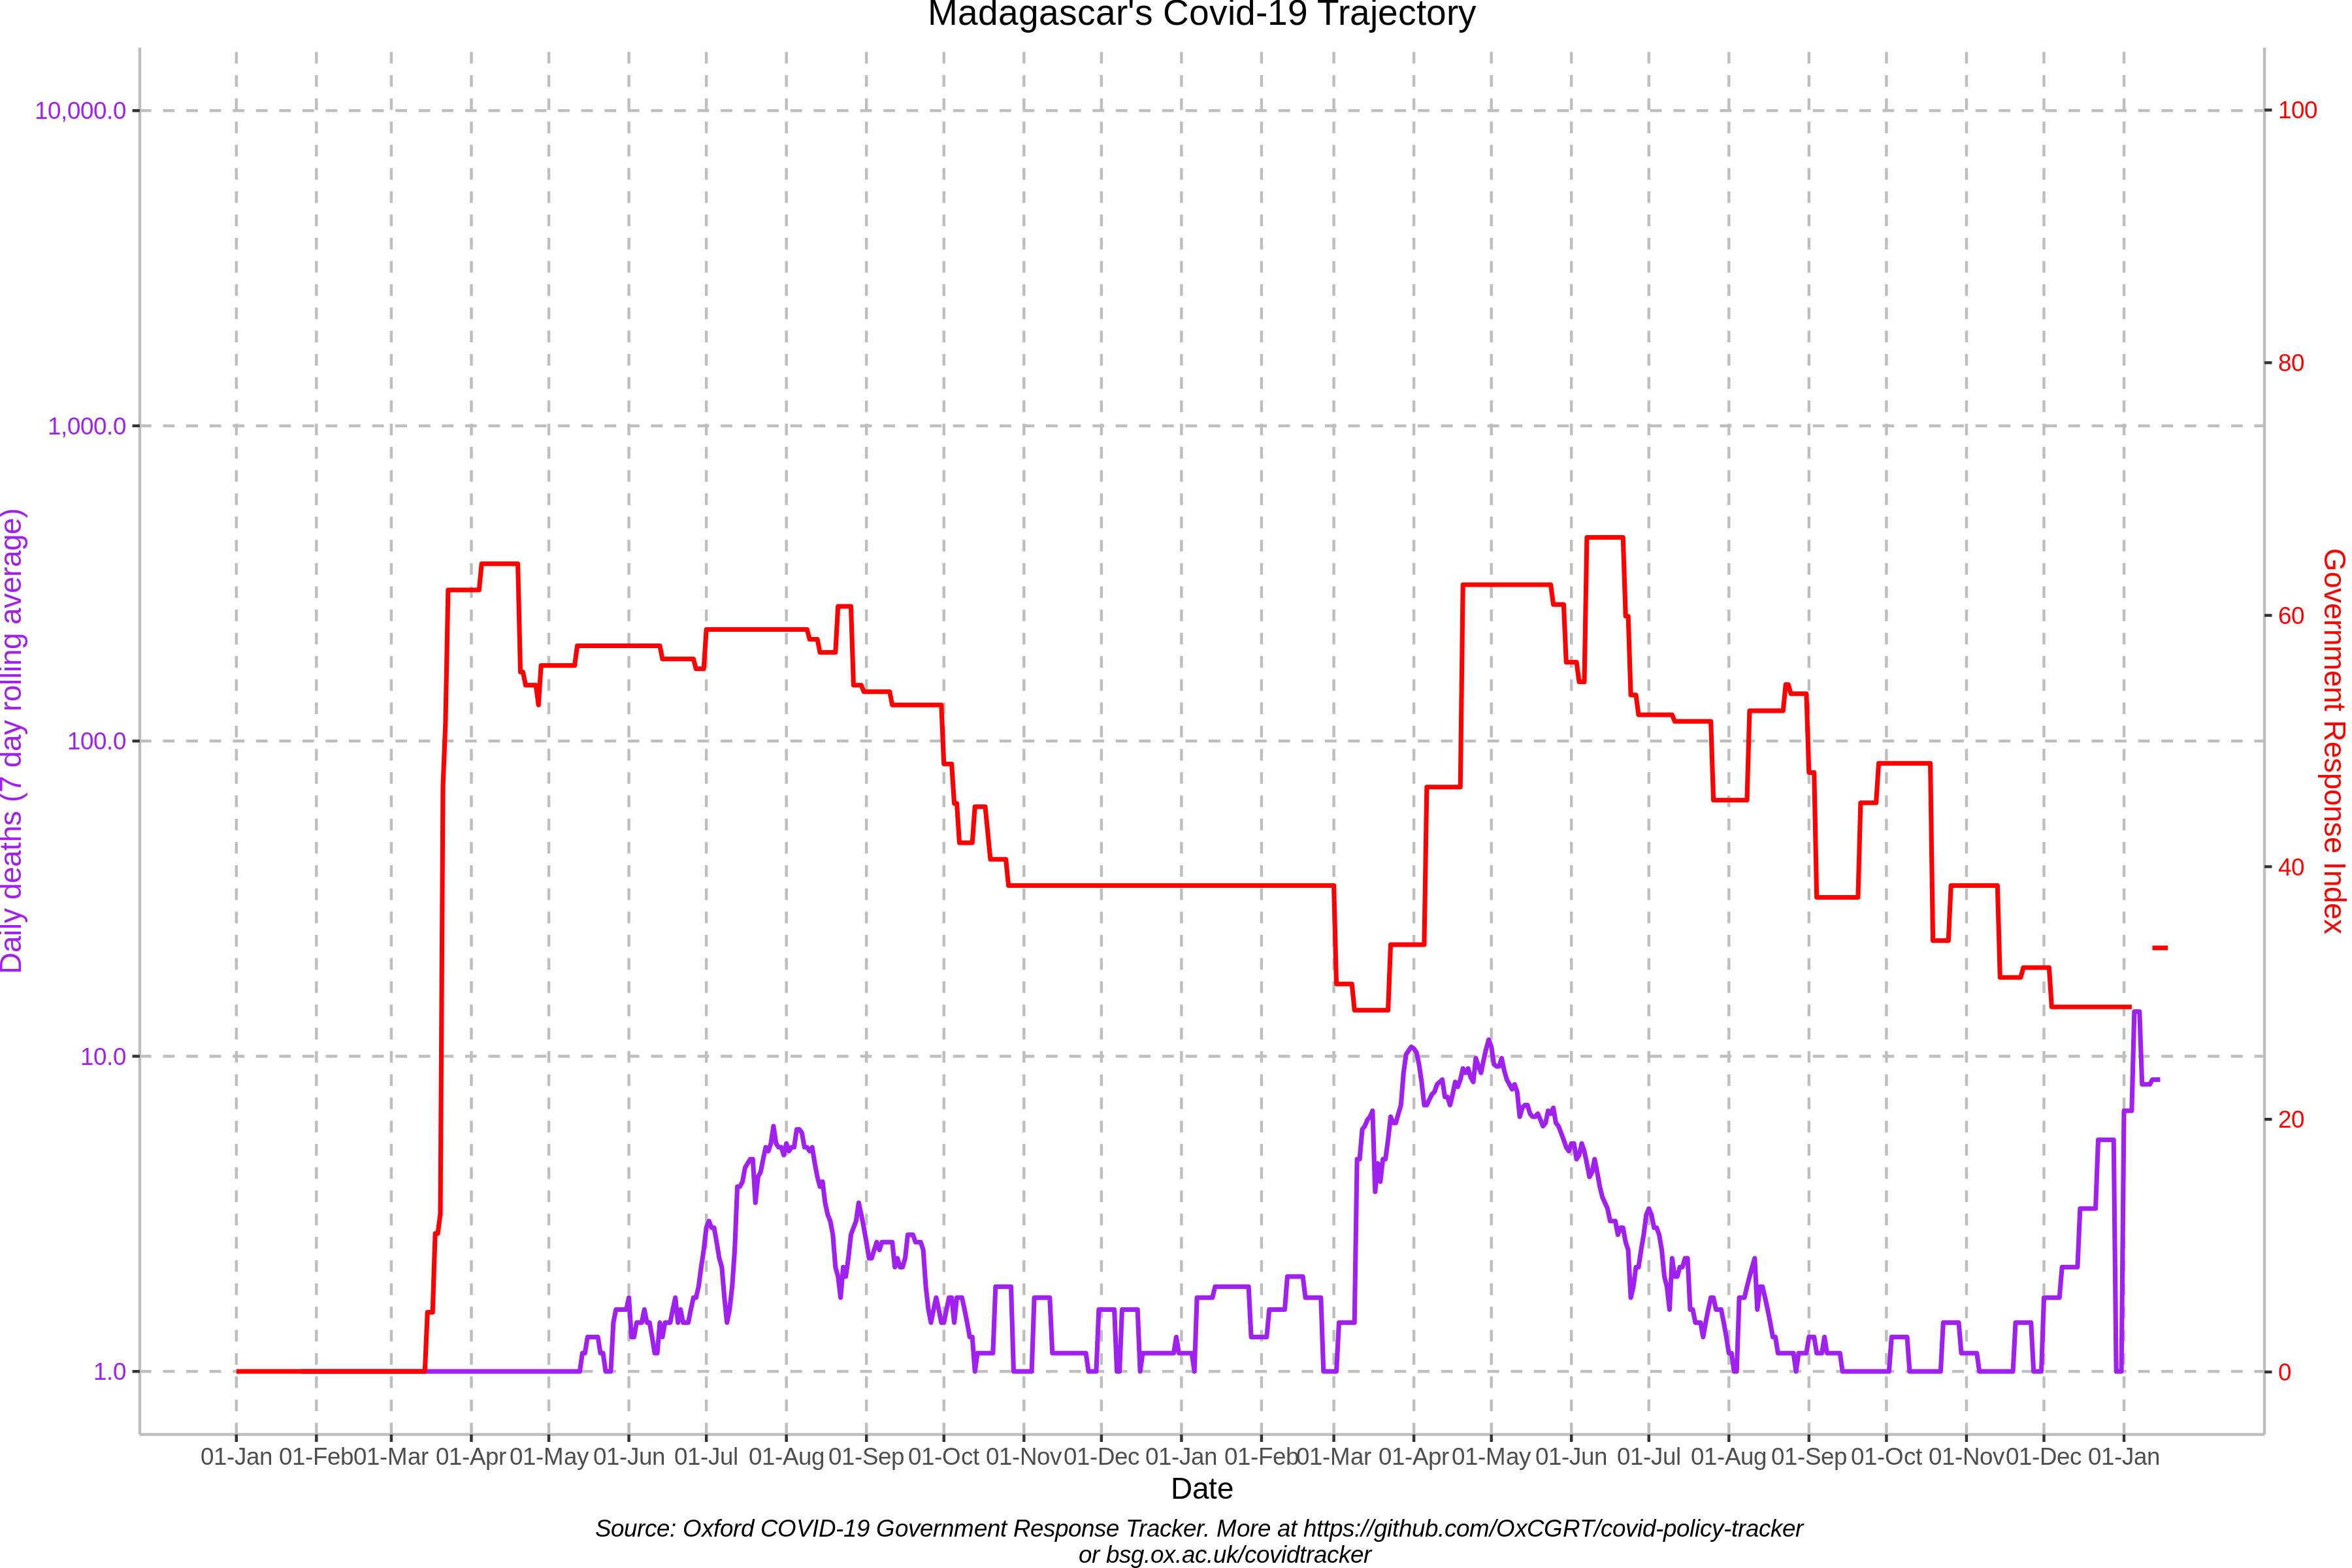 Madagascar's Covid-19 Trajectory
10,000.0
1,000.0
100.0
10.0
1.0
Daily deaths (7 day rolling average)
100
80
60
40
20
0
Government Response Index
01-Jan 01-Feb 01-Mar 01-Apr 01-May 01-Jun 01-Jul 01-Aug 01-Sep 01-Oct 01-Nov 01-Dec 01-Jan 01-Feb 01-Mar 01-Apr 01-May 01-Jun 01-Jul 01-Aug 01-Sep 01-Oct 01-Nov 01-Dec 01-Jan
Date
Source: Oxford COVID-19 Government Response Tracker. More at https://github.com/OxCGRT/covid-policy-tracker
or bsg.ox.ac.uk/covidtracker